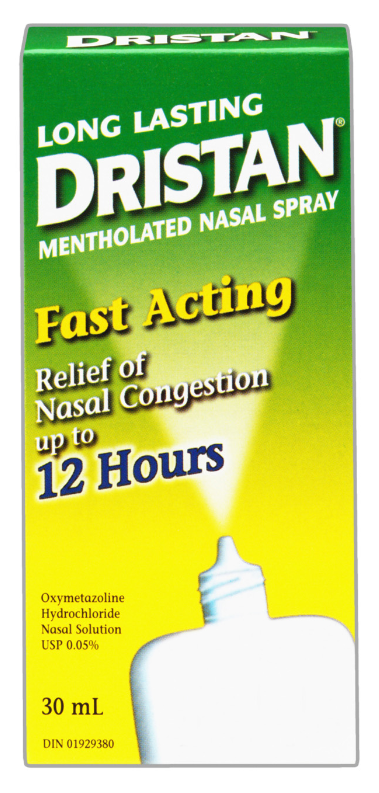 DRISTAN
LONG LASTING
DRISTAN®
MENTHOLATED NASAL SPRAY
Fast Acting
Relief of
Nasal Congestion
up to
12 Hours
Oxymetazoline
Hydrochloride
Nasal Solution
USP 0.05%
30 mL
DIN 01929380